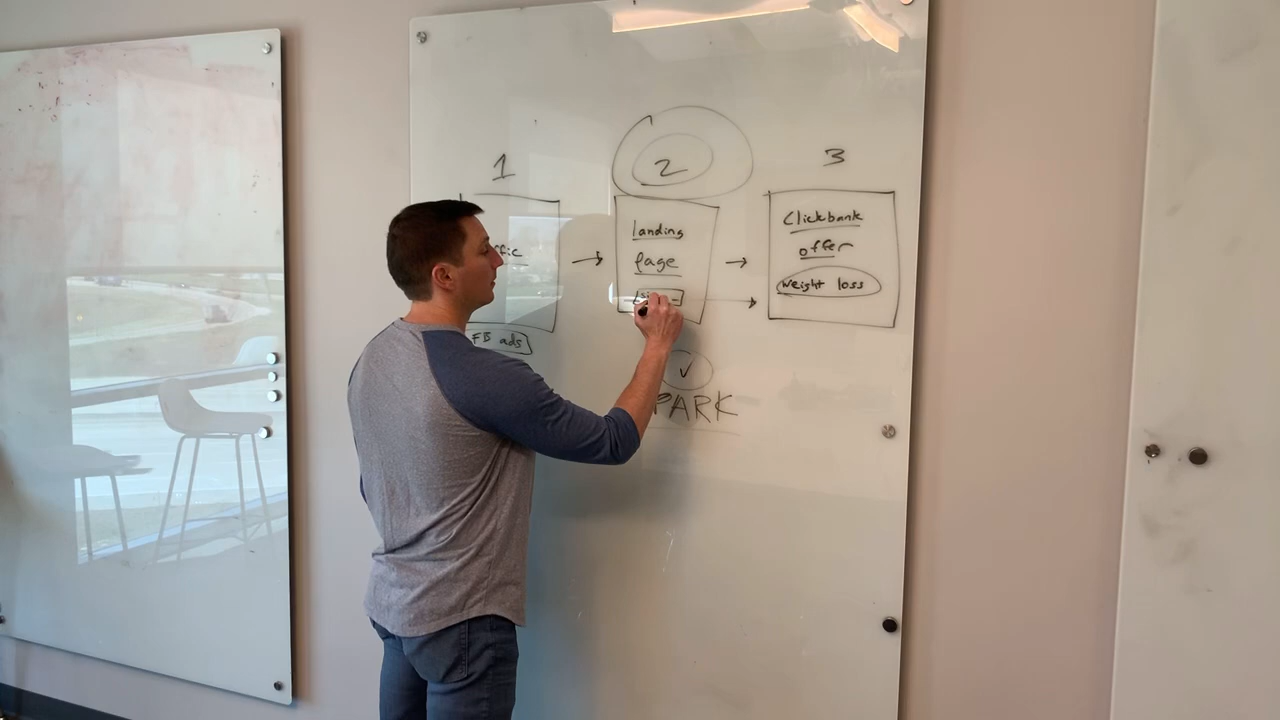 1
2
3
FB ads
landing
page
Clickbank
offer
weight loss
PARK